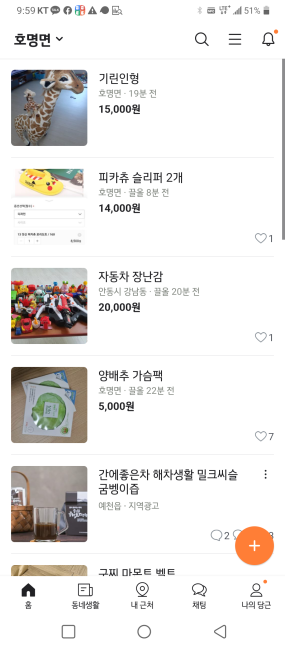 9:59 KT
51%
호명면
기린인형
호명면 · 19분 전
15,000원
피카츄 슬리퍼 2개
호명면 · 끌올 8분 전
14,000원
1
자동차 장난감
안동시 강남동 · 끌올 20분 전
20,000원
1
양배추 가슴팩
호명면 · 끌올 22분 전
5,000원
7
간에좋은차 해차생활 밀크씨슬
굼벵이즙
예천읍 · 지역광고
2
3
구찌 마몬트 벨트
홈
동네생활
내 근처
채팅
나의 당근